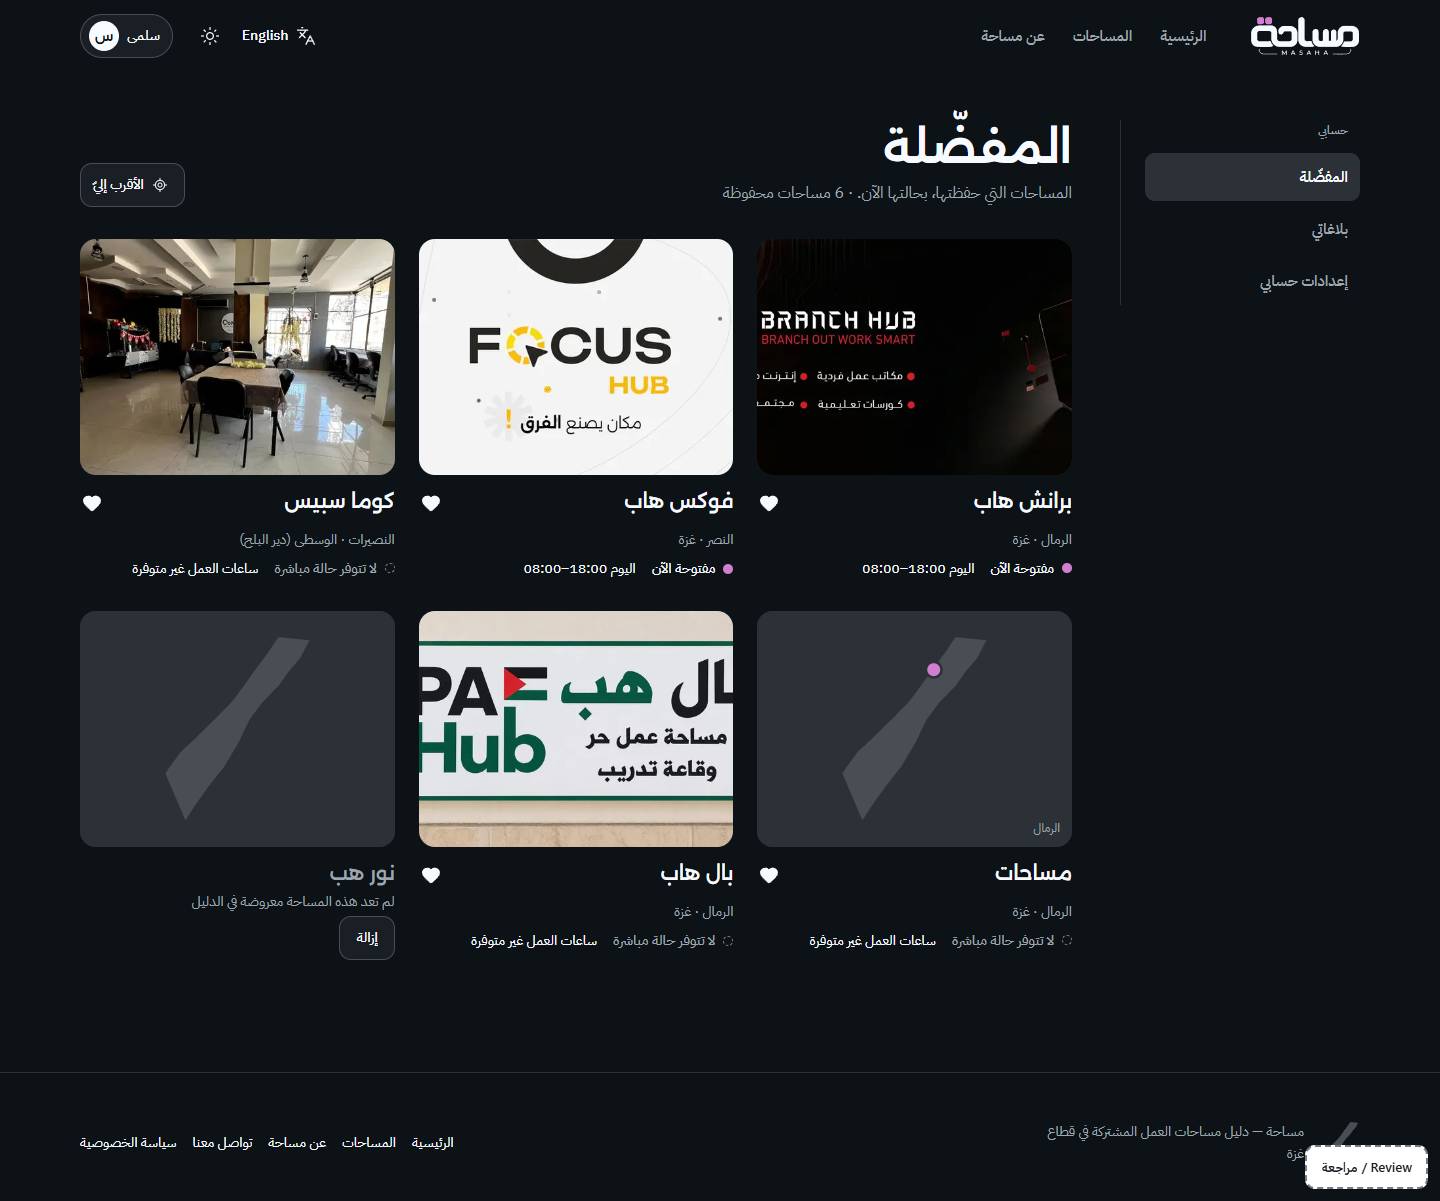 مساحة
MASAHA
الرئيسية
المساحات
عن مساحة
English
سلمى
س
حسابي
المفضّلة
بلاغاتي
إعدادات حسابي
المفضّلة
المساحات التي حفظتها، بحالتها الآن. · 6 مساحات محفوظة
الأقرب إليّ
BRANCH HUB
BRANCH OUT WORK SMART
مكاتب عمل فردية
كورسات تعليمية
برانش هاب
الرمال · غزة
مفتوحة الآن
اليوم 08:00–18:00
FOCUS
HUB
مكان يصنع الفرق !
فوكس هاب
النصر · غزة
مفتوحة الآن
اليوم 08:00–18:00
كوما سبيس
النصيرات · الوسطى (دير البلح)
لا تتوفر حالة مباشرة
ساعات العمل غير متوفرة
الرمال
مساحات
الرمال · غزة
لا تتوفر حالة مباشرة
ساعات العمل غير متوفرة
هب
Hub
مساحة عمل حر
وقاعة تدريب
بال هاب
الرمال · غزة
لا تتوفر حالة مباشرة
ساعات العمل غير متوفرة
نور هب
لم تعد هذه المساحة معروضة في الدليل
إزالة
مساحة — دليل مساحات العمل المشتركة في قطاع
غزة
الرئيسية
المساحات
عن مساحة
تواصل معنا
سياسة الخصوصية
مراجعة / Review